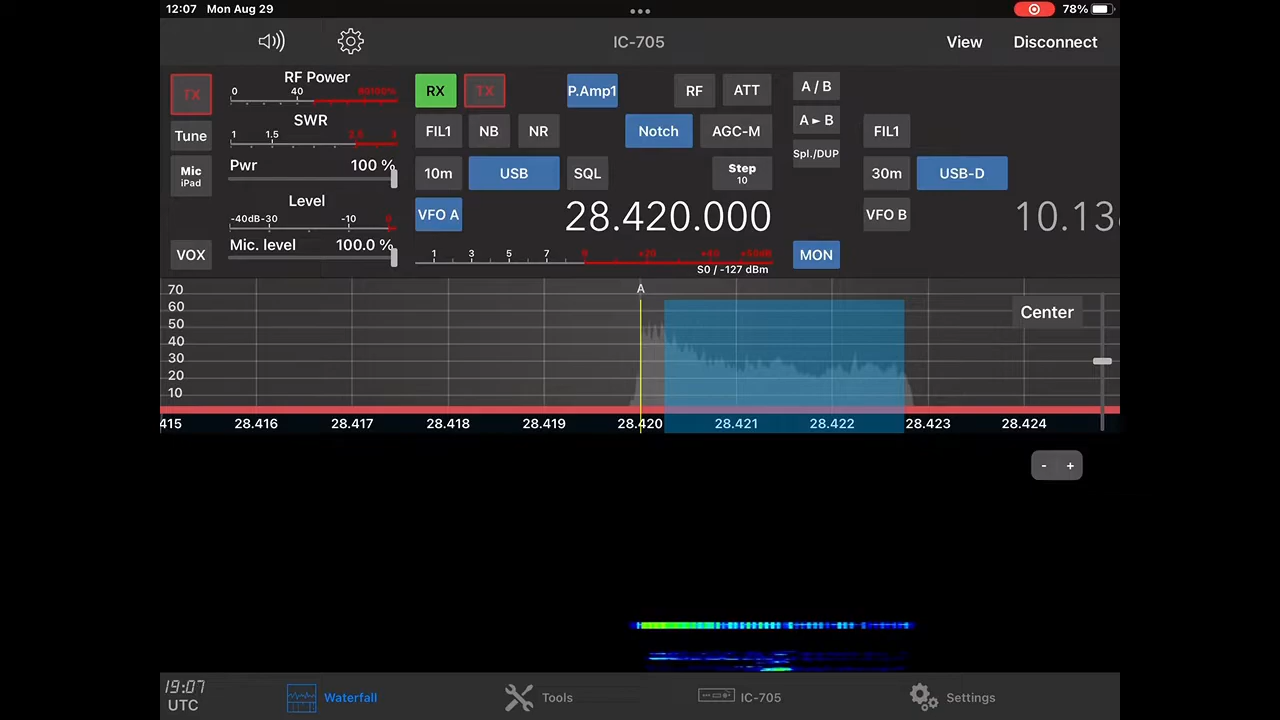 12:07 Mon Aug 29
78%
IC-705
View
Disconnect
TX
RF Power
0 40 80100%
SWR
1 1.5 2.5 3
Tune
Mic
iPad
Pwr 100 %
Level
-40dB-30 -10 0
VOX
Mic. level 100.0 %
RX TX P.Amp1 RF ATT
FIL1 NB NR Notch AGC-M
10m USB SQL Step
10
VFO A 28.420.000
1 3 5 7 9 +20 +40 +60dB
S0 / -127 dBm
A / B
A ► B
Spl./DUP
MON
FIL1
30m USB-D
VFO B 10.13
A
70
60
50
40
30
20
10
Center
415 28.416 28.417 28.418 28.419 28.420 28.421 28.422 28.423 28.424
- +
19:07
UTC
Waterfall
Tools
IC-705
Settings